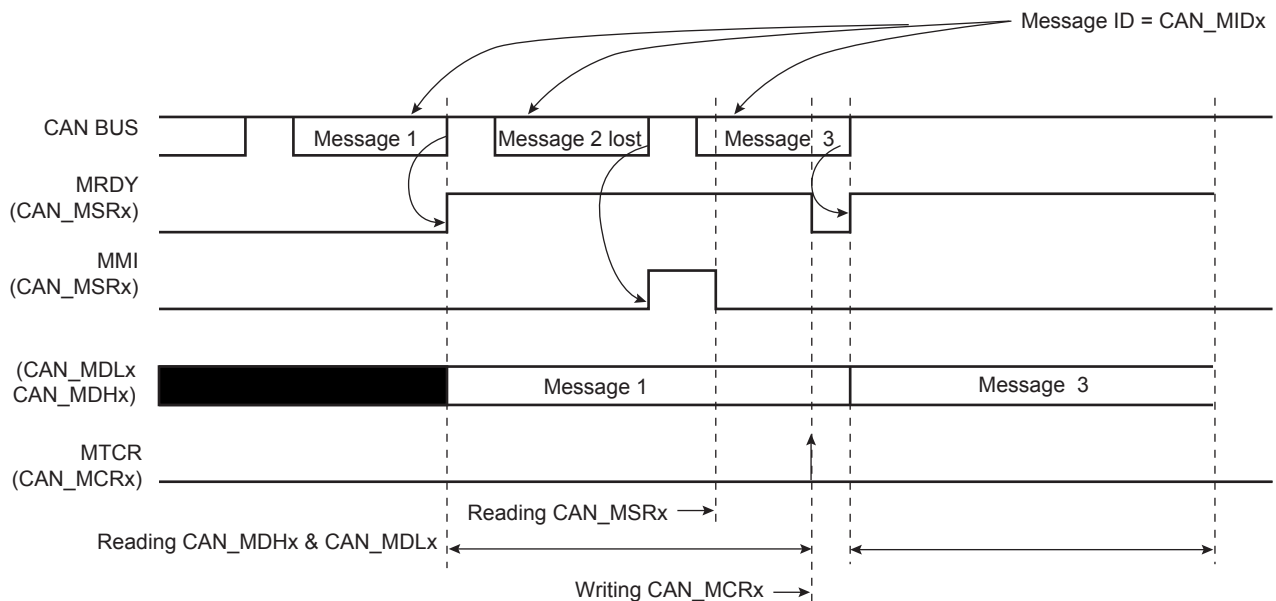 Message ID = CAN_MIDx
CAN BUS
Message 1
Message 2 lost
Message 3
MRDY
(CAN_MSRx)
MMI
(CAN_MSRx)
(CAN_MDLx
CAN_MDHx)
Message 1
Message 3
MTCR
(CAN_MCRx)
Reading CAN_MSRx
Reading CAN_MDHx & CAN_MDLx
Writing CAN_MCRx